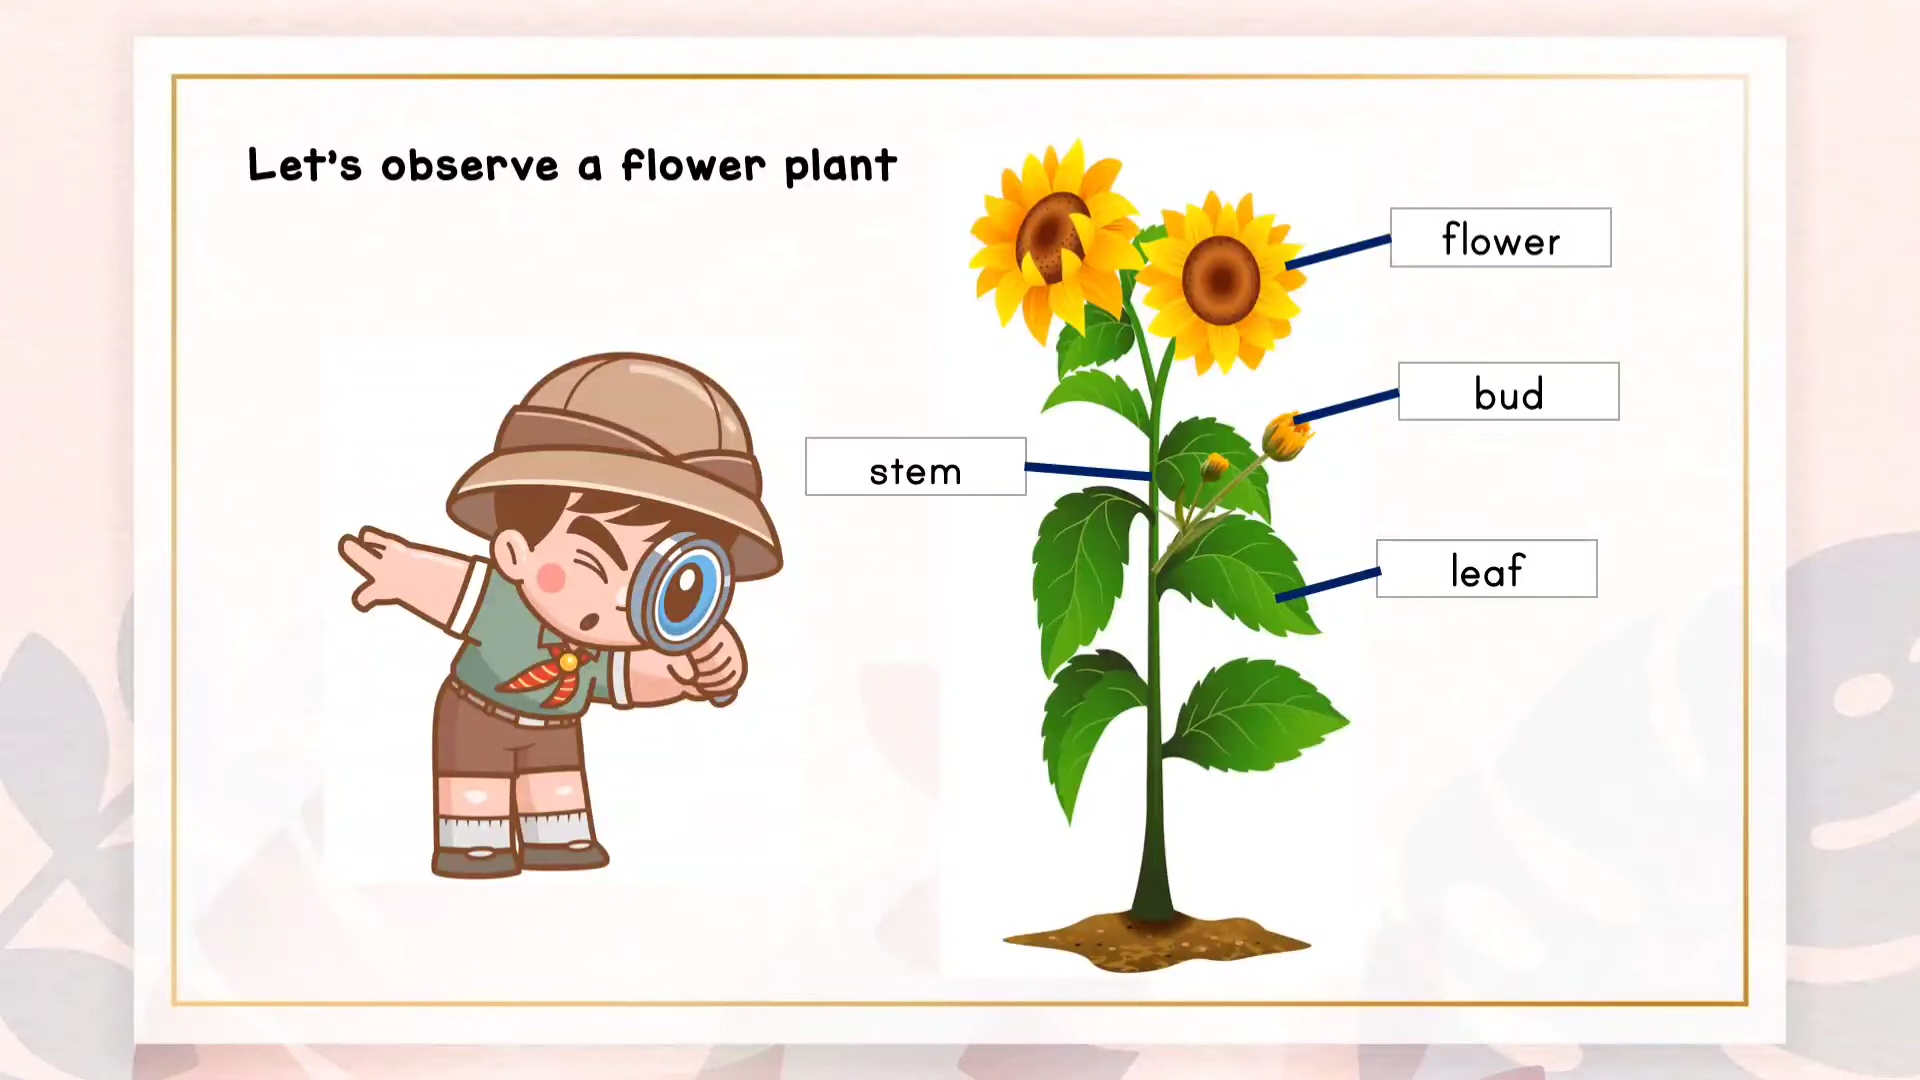 Let's observe a flower plant
flower
bud
stem
leaf